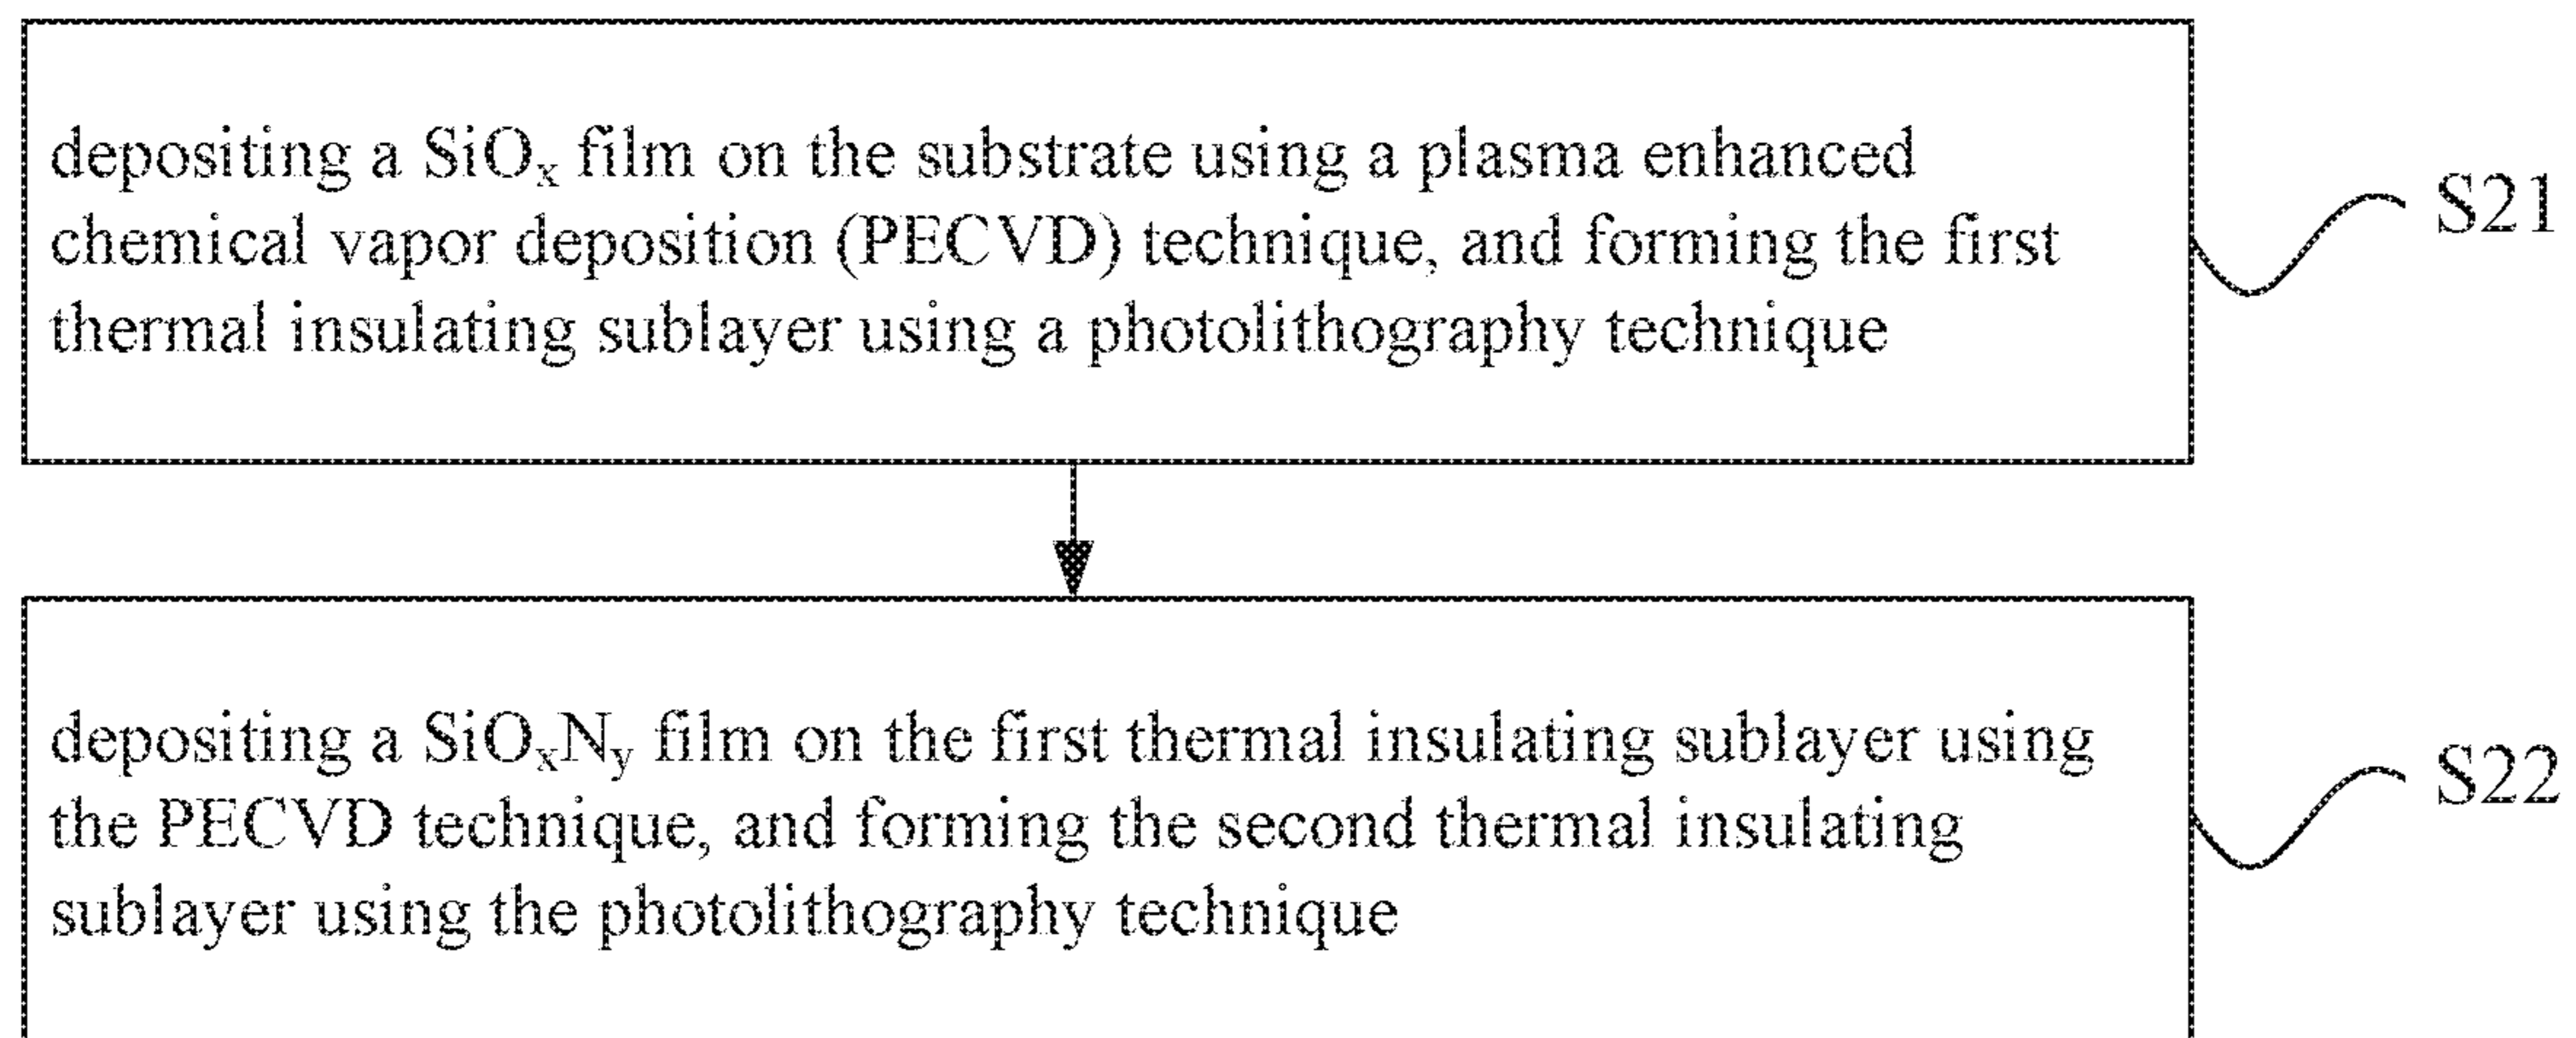 depositing a SiOₓ film on the substrate using a plasma enhanced
chemical vapor deposition (PECVD) technique, and forming the first
thermal insulating sublayer using a photolithography technique
S21
depositing a SiOₓNᵧ film on the first thermal insulating sublayer using
the PECVD technique, and forming the second thermal insulating
sublayer using the photolithography technique
S22